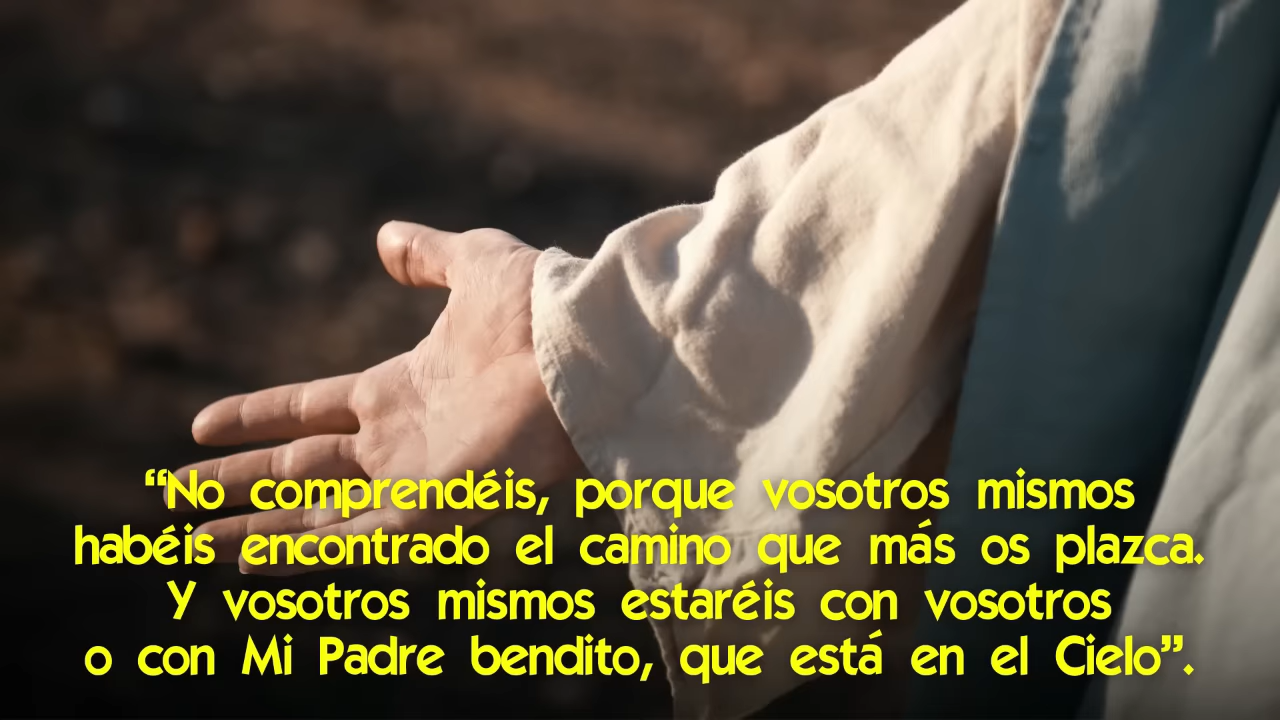 “No comprendéis, porque vosotros mismos
habéis encontrado el camino que más os plazca.
Y vosotros mismos estaréis con vosotros
o con Mi Padre bendito, que está en el Cielo”.